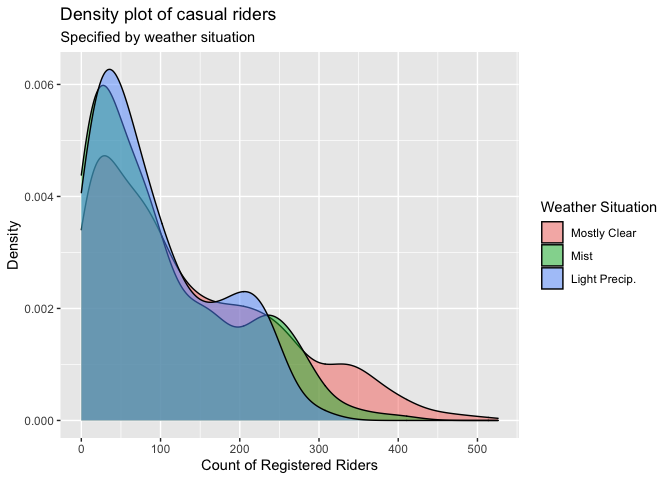 Density plot of casual riders
Specified by weather situation
0.006
0.004
0.002
0.000
Density
0
100
200
300
400
500
Count of Registered Riders
Weather Situation
Mostly Clear
Mist
Light Precip.